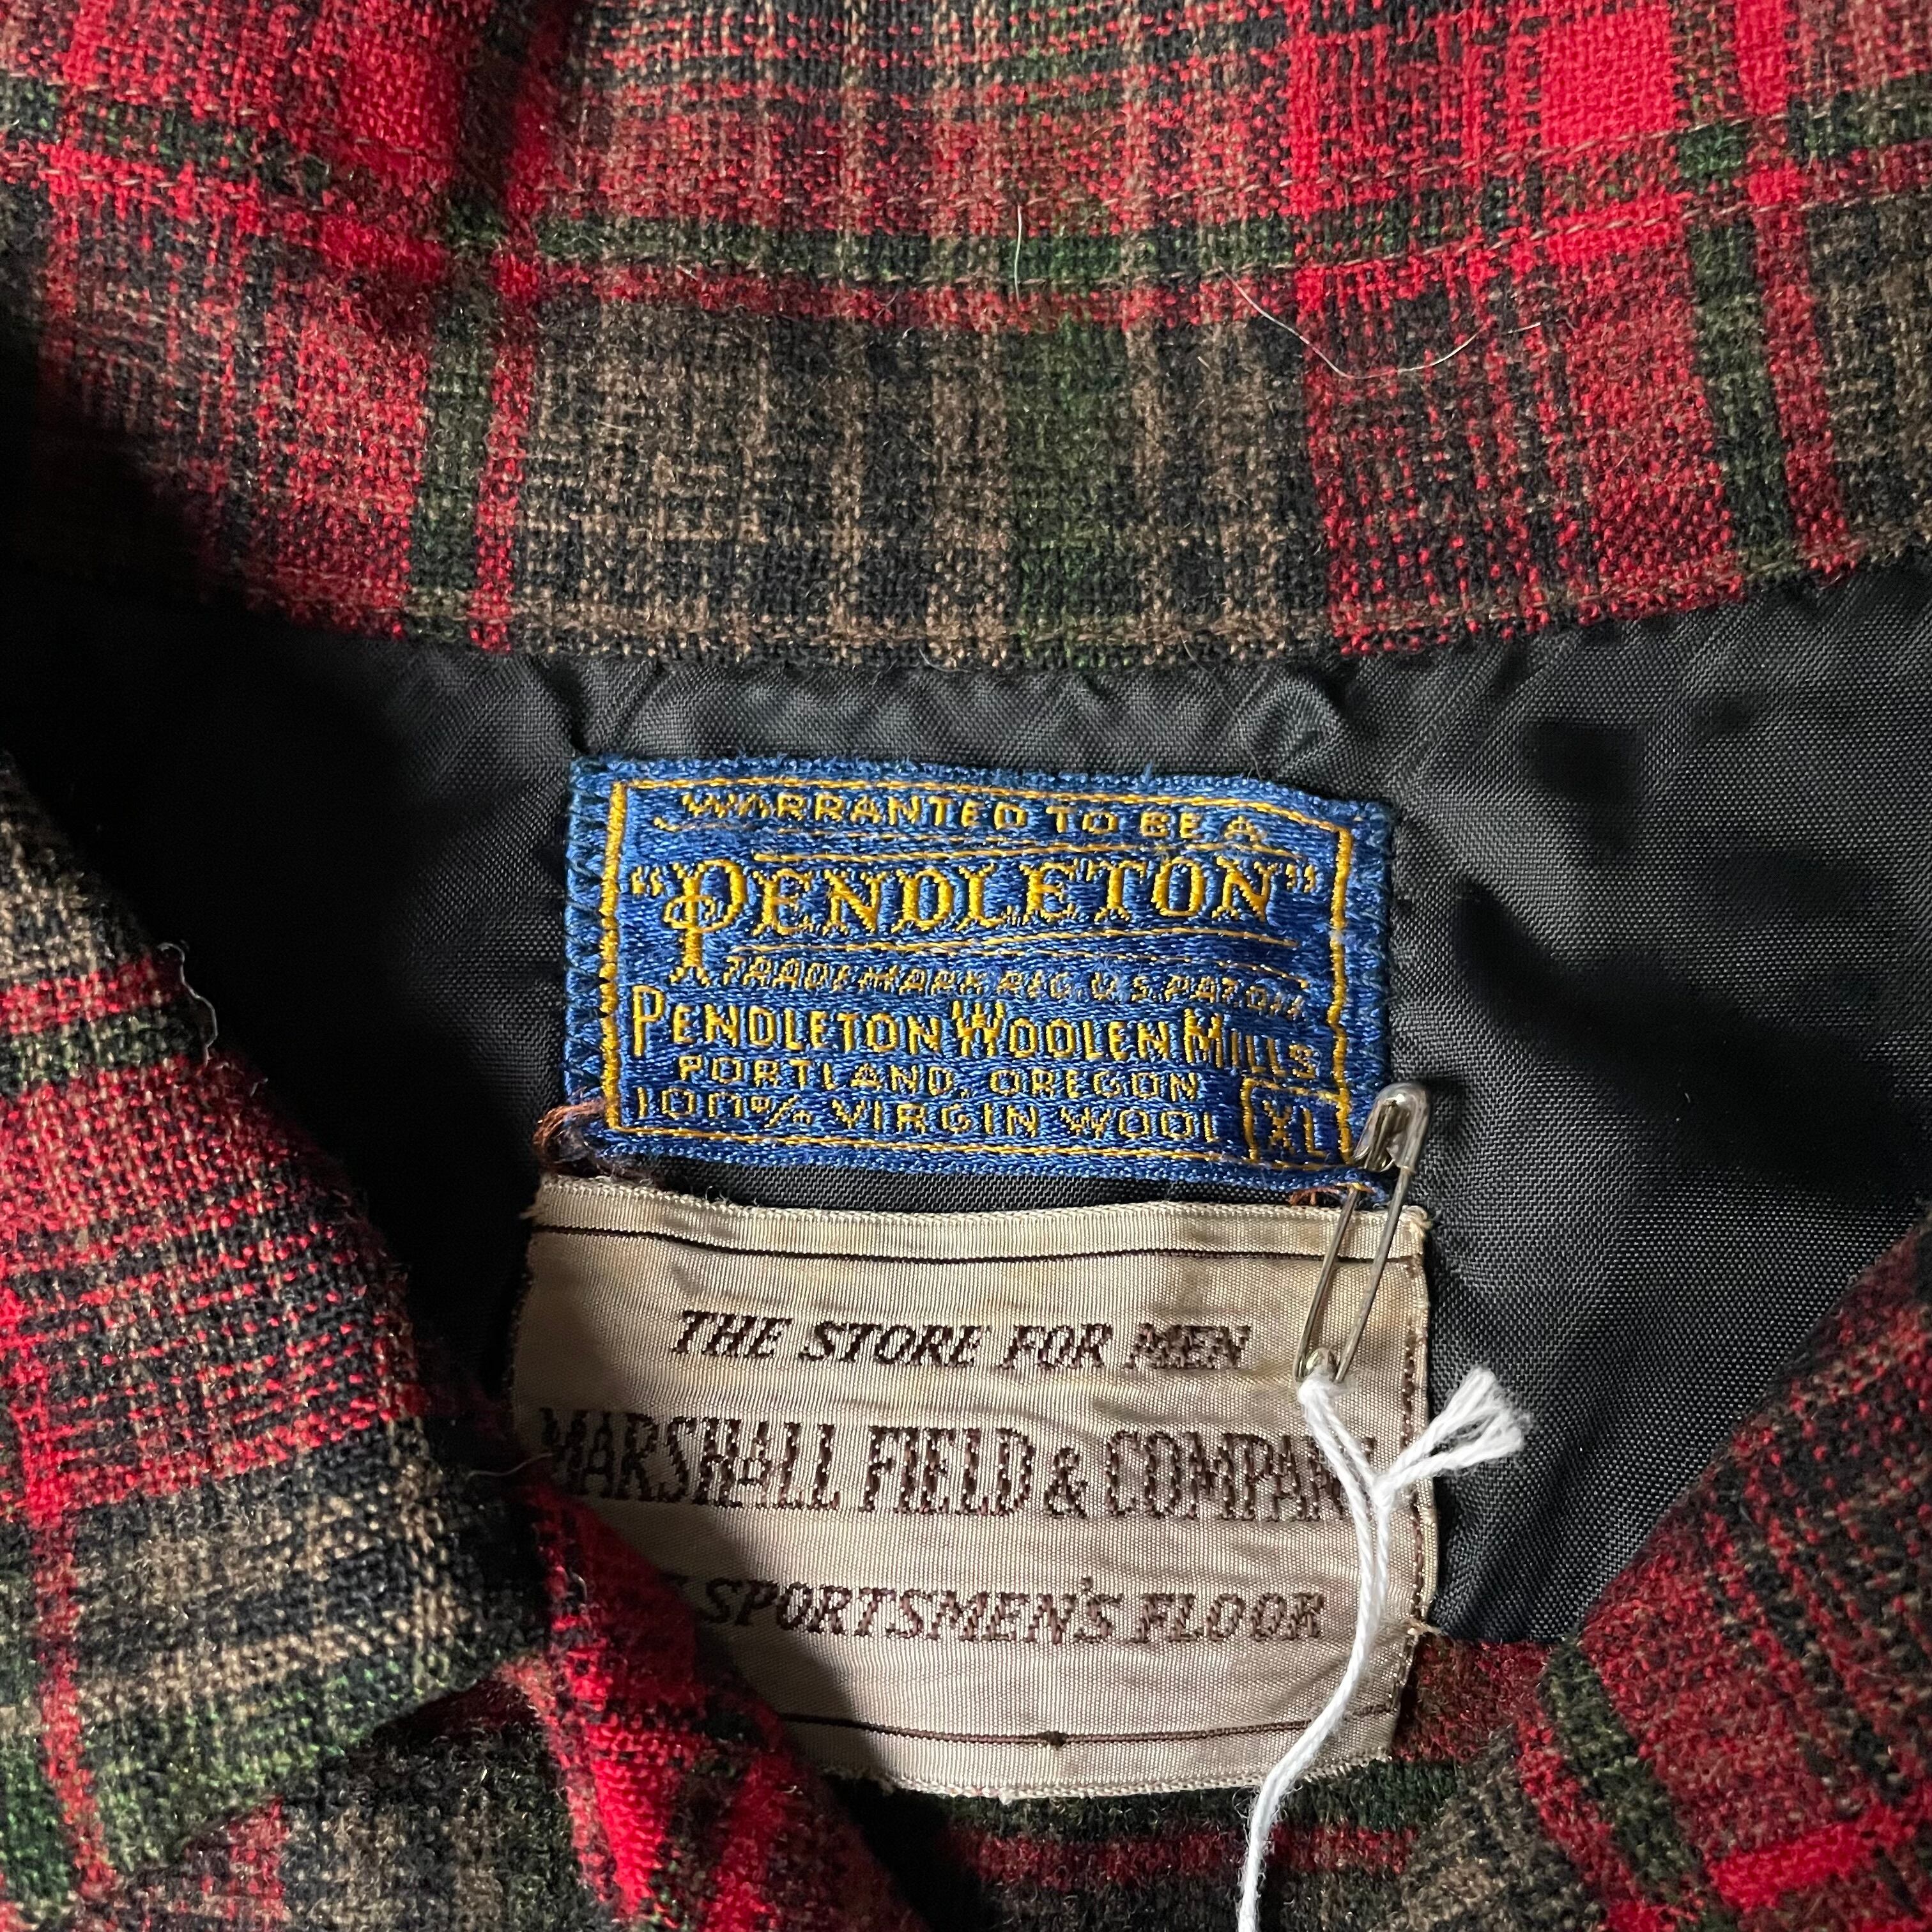 WARRANTED TO BE A
"PENDLETON"
TRADE MARK REG. U.S. PAT. OFF.
PENDLETON WOOLEN MILLS
PORTLAND, OREGON
100% VIRGIN WOOL XL
THE STORE FOR MEN
MARSHALL FIELD & COMPANY
SPORTSMEN'S FLOOR